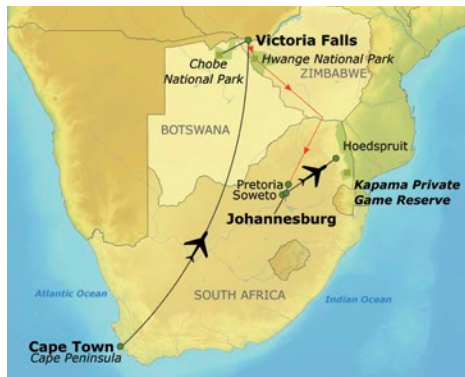 Victoria Falls
Chobe
National Park
Hwange National Park
ZIMBABWE
BOTSWANA
Hoedspruit
Pretoria
Soweto
Kapama Private
Game Reserve
Johannesburg
SOUTH AFRICA
Atlantic Ocean
Indian Ocean
Cape Town
Cape Peninsula